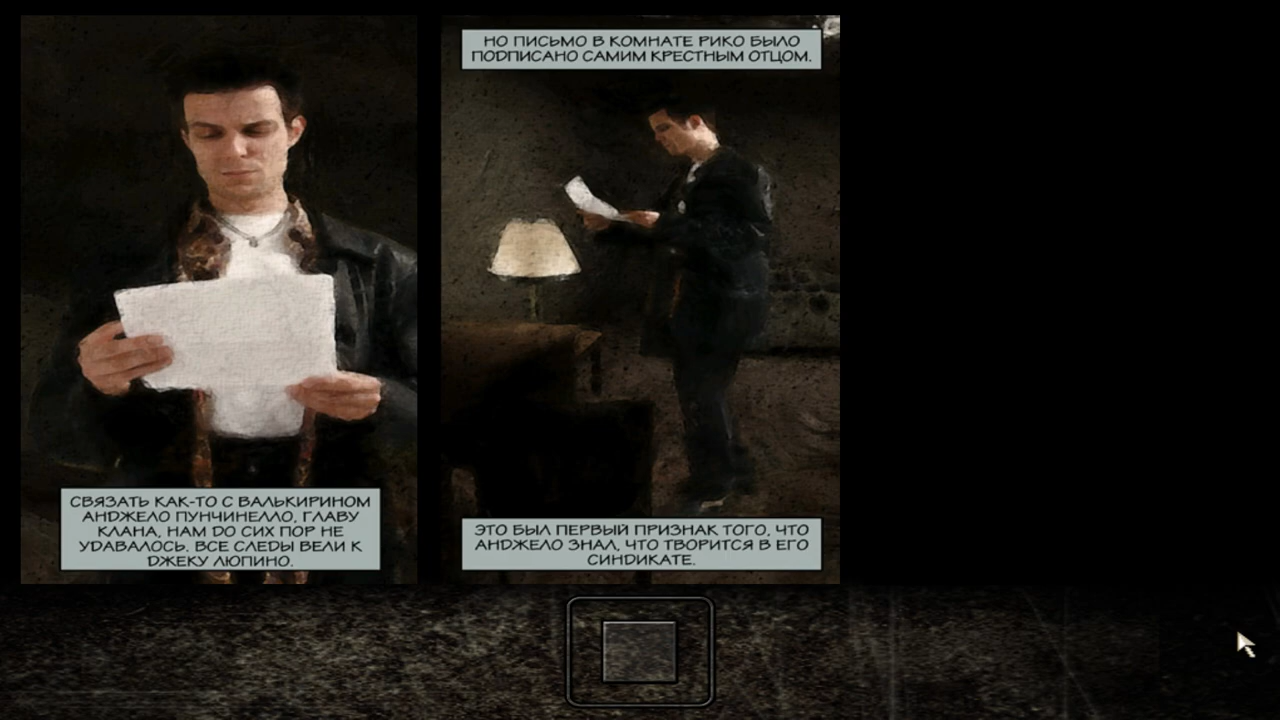 СВЯЗАТЬ КАК-ТО С ВАЛЬКИРИНОМ
АНДЖЕЛО ПУНЧИНЕЛЛО, ГЛАВУ
КЛАНА, НАМ ДО СИХ ПОР НЕ
УДАВАЛОСЬ. ВСЕ СЛЕДЫ ВЕЛИ К
ДЖЕКУ ЛЮПИНО.
НО ПИСЬМО В КОМНАТЕ РИКО БЫЛО
ПОДПИСАНО САМИМ КРЕСТНЫМ ОТЦОМ.
ЭТО БЫЛ ПЕРВЫЙ ПРИЗНАК ТОГО, ЧТО
АНДЖЕЛО ЗНАЛ, ЧТО ТВОРИТСЯ В ЕГО
СИНДИКАТЕ.